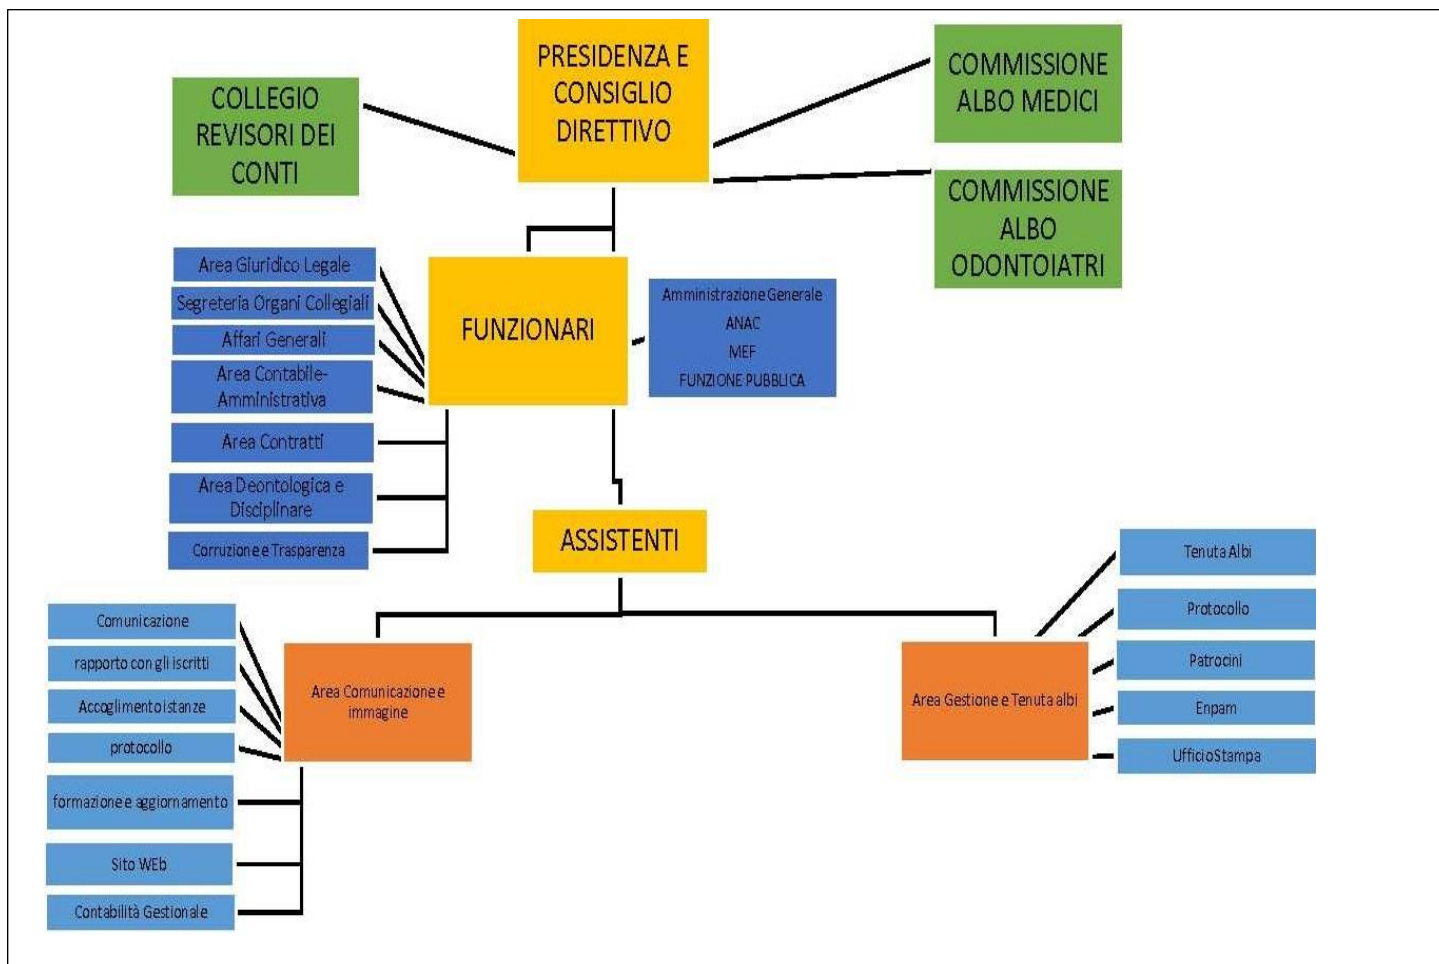 PRESIDENZA E
CONSIGLIO
DIRETTIVO
COLLEGIO
REVISORI DEI
CONTI
COMMISSIONE
ALBO MEDICI
COMMISSIONE
ALBO
ODONTOIATRI
FUNZIONARI
Area Giuridico Legale
Segreteria Organi Collegiali
Affari Generali
Area Contabile-
Amministrativa
Area Contratti
Area Deontologica e
Disciplinare
Corruzione e Trasparenza
Amministrazione Generale
ANAC
MEF
FUNZIONE PUBBLICA
ASSISTENTI
Area Comunicazione e
immagine
Comunicazione
rapporto con gli iscritti
Accoglimento istanze
protocollo
formazione e aggiornamento
Sito WEb
Contabilità Gestionale
Area Gestione e Tenuta albi
Tenuta Albi
Protocollo
Patrocini
Enpam
Ufficio Stampa